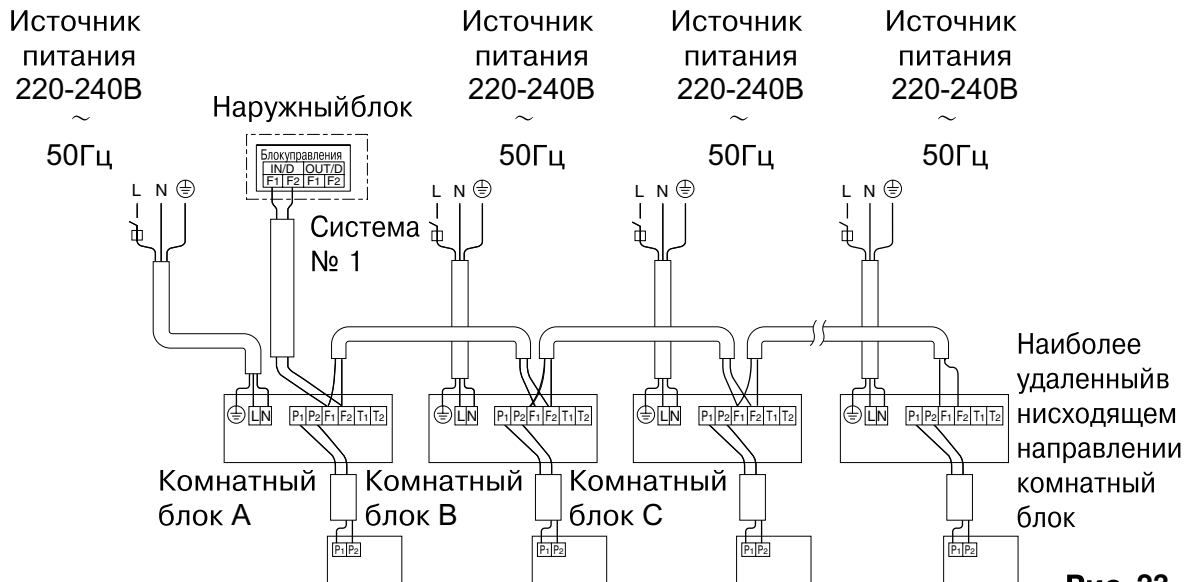 Источник
питания
220-240В
~
50Гц
Источник
питания
220-240В
~
50Гц
Источник
питания
220-240В
~
50Гц
Источник
питания
220-240В
~
50Гц
Наружныйблок
Блокуправления
IN/D OUT/D
F1 F2 F1 F2
L N
L N
L N
L N
Система
№ 1
L N P1 P2 F1 F2 T1 T2
L N P1 P2 F1 F2 T1 T2
L N P1 P2 F1 F2 T1 T2
L N P1 P2 F1 F2 T1 T2
Комнатный
блок A
Комнатный
блок B
Комнатный
блок C
Наиболее
удаленныйв
нисходящем
направлении
комнатный
блок
P1 P2
P1 P2
P1 P2
P1 P2